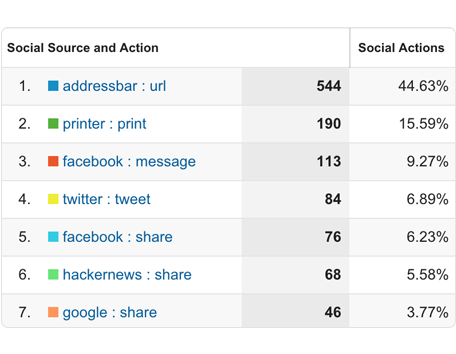 Social Source and Action Social Actions
1. addressbar : url 544 44.63%
2. printer : print 190 15.59%
3. facebook : message 113 9.27%
4. twitter : tweet 84 6.89%
5. facebook : share 76 6.23%
6. hackernews : share 68 5.58%
7. google : share 46 3.77%